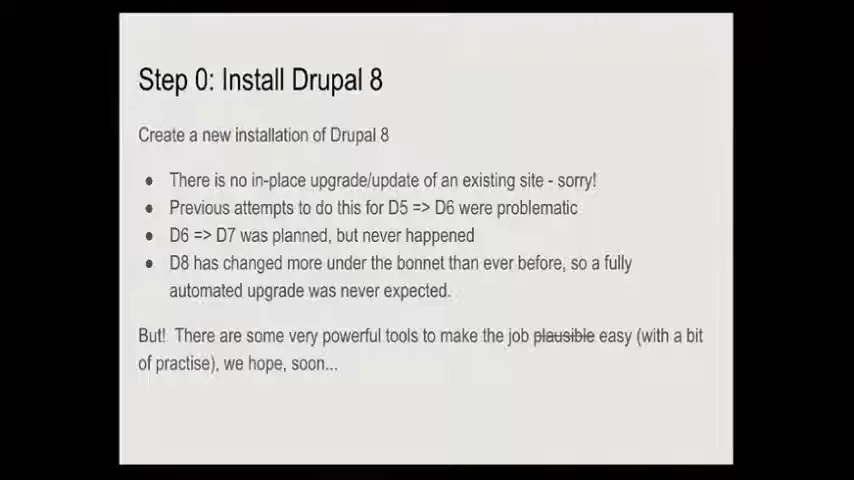 Step 0: Install Drupal 8
Create a new installation of Drupal 8
● There is no in-place upgrade/update of an existing site - sorry!
● Previous attempts to do this for D5 => D6 were problematic
● D6 => D7 was planned, but never happened
● D8 has changed more under the bonnet than ever before, so a fully
automated upgrade was never expected.
But! There are some very powerful tools to make the job plausible easy (with a bit
of practise), we hope, soon...